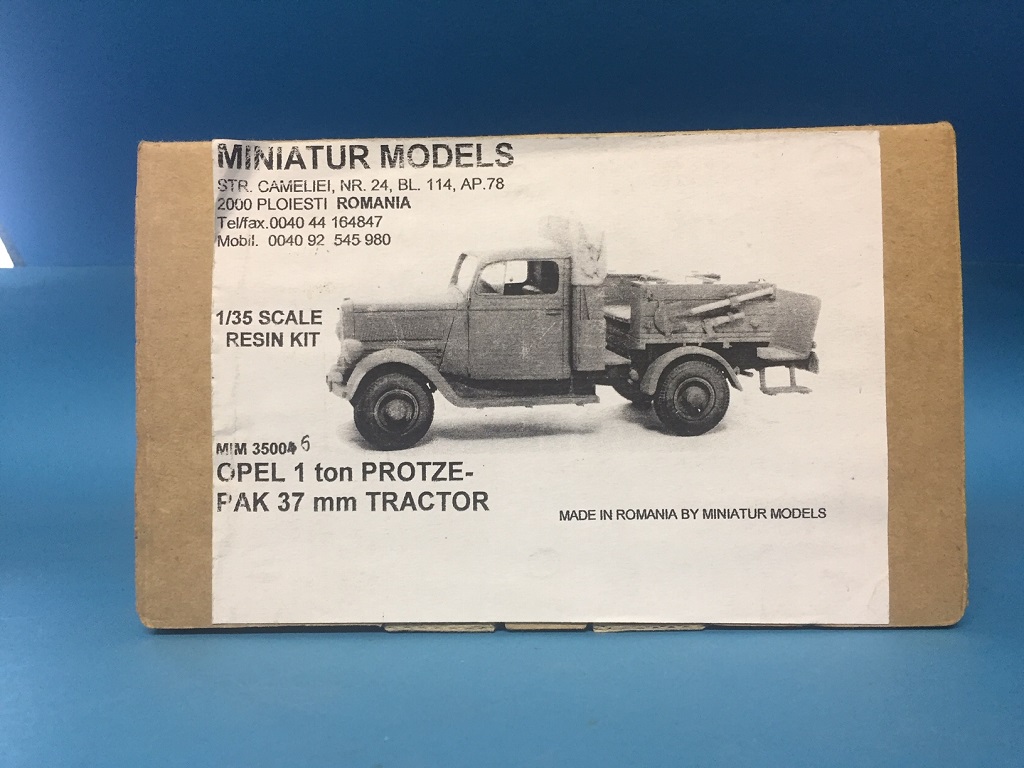 MINIATUR MODELS
STR. CAMELIEI, NR. 24, BL. 114, AP.78
2000 PLOIESTI ROMANIA
Tel/fax.0040 44 164847
Mobil. 0040 92 545 980
1/35 SCALE
RESIN KIT
MIM 35004 6
OPEL 1 ton PROTZE-
PAK 37 mm TRACTOR
MADE IN ROMANIA BY MINIATUR MODELS